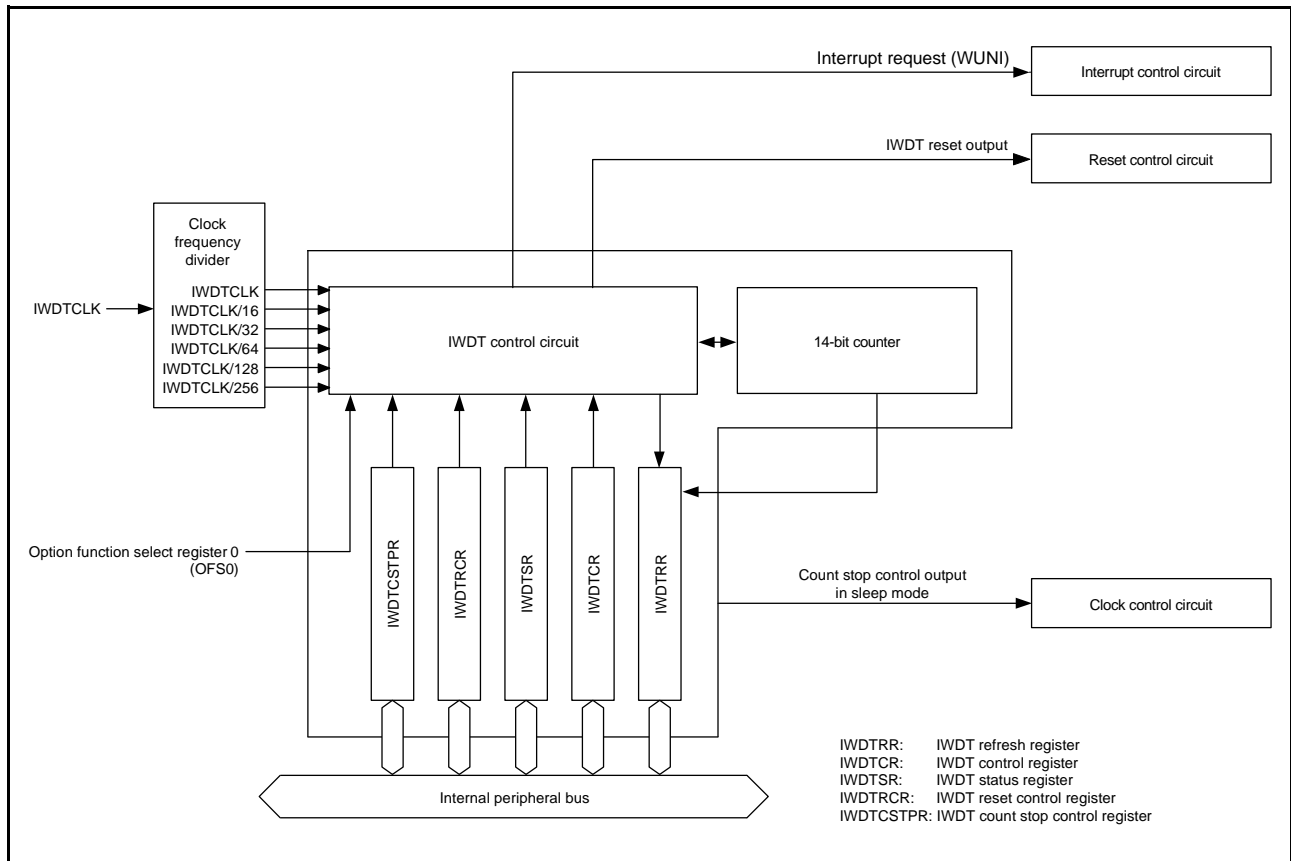 Interrupt request (WUNI)
Interrupt control circuit
IWDT reset output
Reset control circuit
Clock
frequency
divider
IWDTCLK
IWDTCLK
IWDTCLK/16
IWDTCLK/32
IWDTCLK/64
IWDTCLK/128
IWDTCLK/256
IWDT control circuit
14-bit counter
Option function select register 0
(OFS0)
IWDTCSTPR
IWDTRCR
IWDTSR
IWDTCR
IWDTRR
Count stop control output
in sleep mode
Clock control circuit
Internal peripheral bus
IWDTRR: IWDT refresh register
IWDTCR: IWDT control register
IWDTSR: IWDT status register
IWDTRCR: IWDT reset control register
IWDTCSTPR: IWDT count stop control register